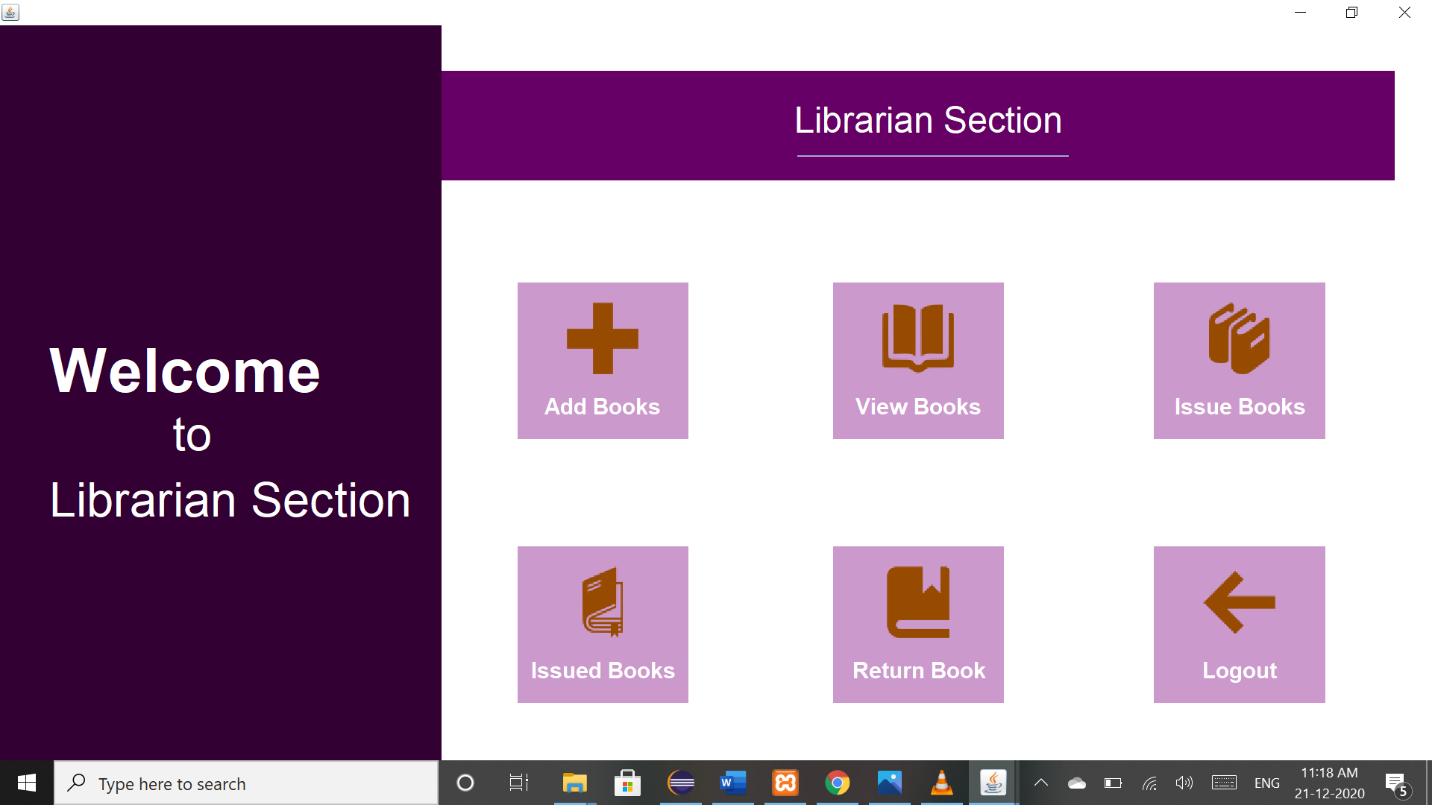 Librarian Section
Welcome
to
Librarian Section
Add Books
View Books
Issue Books
Issued Books
Return Book
Logout
Type here to search
W
ENG
11:18 AM
21-12-2020
5